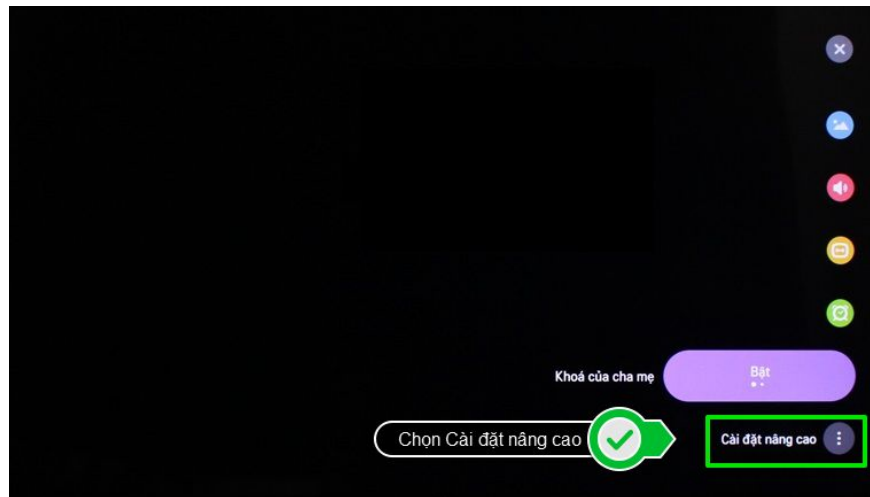 Khoá của cha mẹ
Bật
Chọn Cài đặt nâng cao
Cài đặt nâng cao